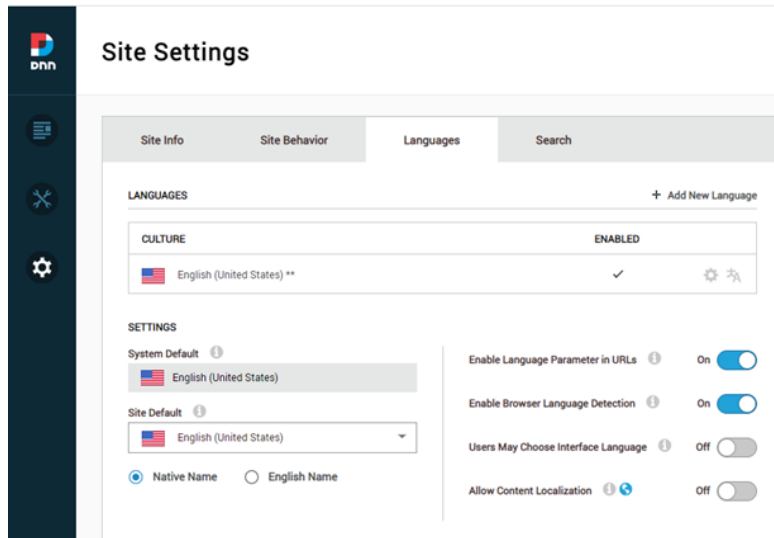 DNN
Site Settings
Site Info
Site Behavior
Languages
Search
LANGUAGES
+ Add New Language
CULTURE
ENABLED
English (United States) **
SETTINGS
System Default
English (United States)
Site Default
English (United States)
Native Name
English Name
Enable Language Parameter in URLs
On
Enable Browser Language Detection
On
Users May Choose Interface Language
Off
Allow Content Localization
Off